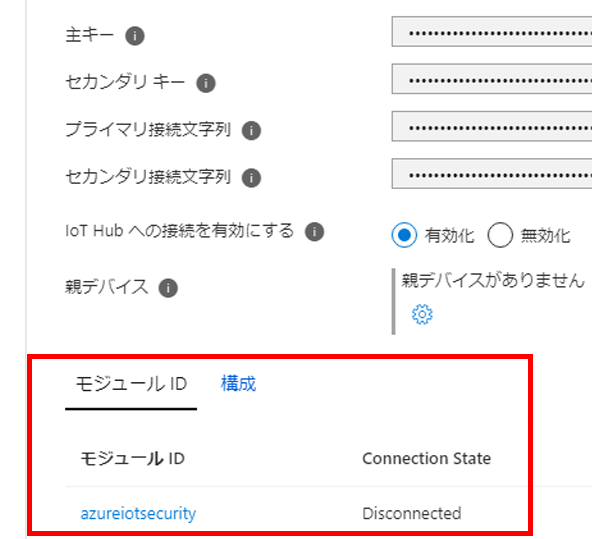 主キー
セカンダリ キー
プライマリ接続文字列
セカンダリ接続文字列
IoT Hub への接続を有効にする 有効化 無効化
親デバイス 親デバイスがありません
モジュール ID 構成
モジュール ID Connection State
azureiotsecurity Disconnected